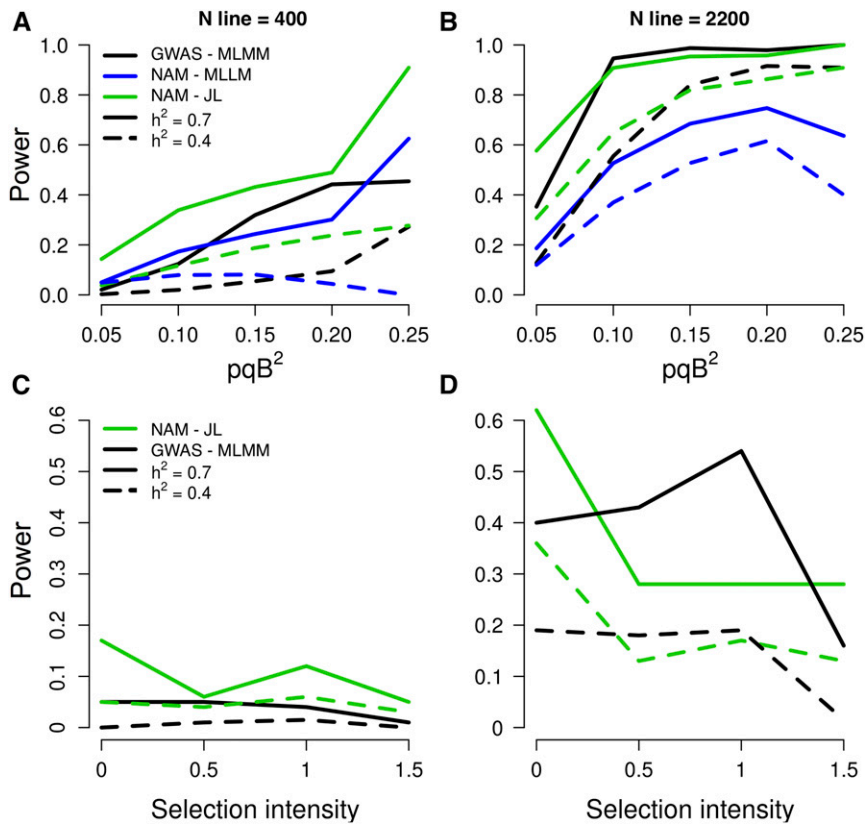 A
N line = 400
1.0
0.8
0.6
0.4
0.2
0.0
Power
GWAS - MLMM
NAM - MLLM
NAM - JL
h² = 0.7
h² = 0.4
0.05
0.10
0.15
0.20
0.25
pqB²
B
N line = 2200
1.0
0.8
0.6
0.4
0.2
0.0
0.05
0.10
0.15
0.20
0.25
pqB²
C
0.6
0.5
0.4
0.3
0.2
0.1
0
Power
NAM - JL
GWAS - MLMM
h² = 0.7
h² = 0.4
0
0.5
1
1.5
Selection intensity
D
0.6
0.5
0.4
0.3
0.2
0.1
0
0
0.5
1
1.5
Selection intensity